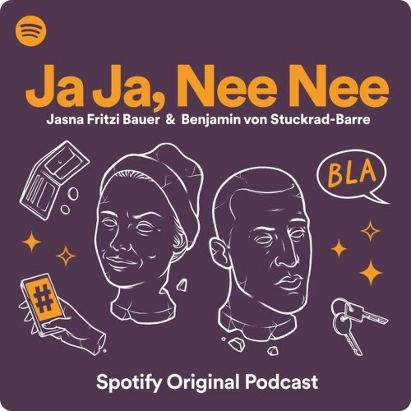 Ja Ja, Nee Nee
Jasna Fritzi Bauer & Benjamin von Stuckrad-Barre
BLA
#
Spotify Original Podcast